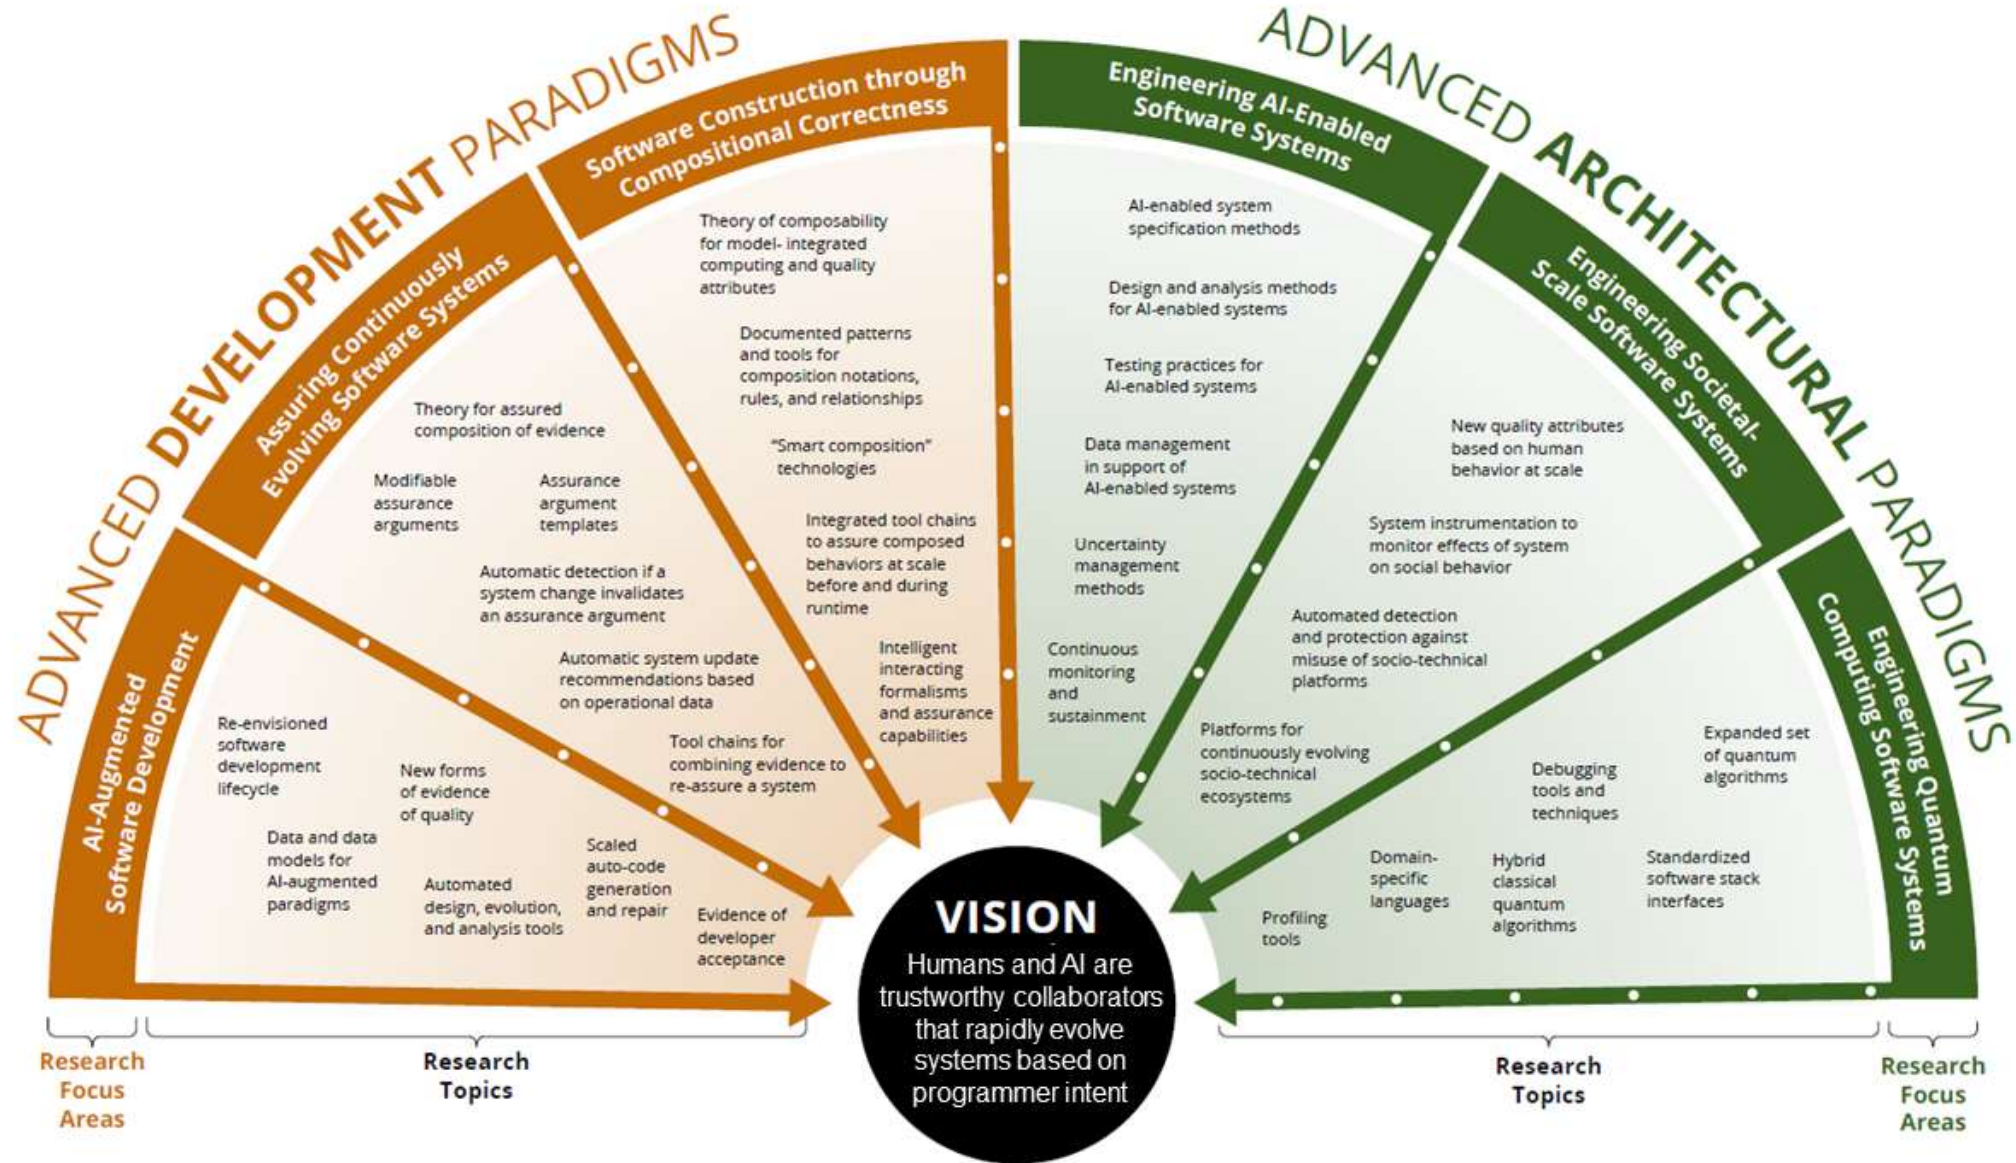 ADVANCED DEVELOPMENT PARADIGMS
ADVANCED ARCHITECTURAL PARADIGMS
AI-Augmented
Software Development
Re-envisioned
software
development
lifecycle
New forms
of evidence
of quality
Data and data
models for
AI-augmented
paradigms
Automated
design, evolution,
and analysis tools
Scaled
auto-code
generation
and repair
Evidence of
developer
acceptance
Assuring Continuously
Evolving Software Systems
Theory for assured
composition of evidence
Modifiable
assurance
arguments
Assurance
argument
templates
Automatic detection if a
system change invalidates
an assurance argument
Automatic system update
recommendations based
on operational data
Tool chains for
combining evidence to
re-assure a system
Software Construction through
Compositional Correctness
Theory of composability
for model- integrated
computing and quality
attributes
Documented patterns
and tools for
composition notations,
rules, and relationships
"Smart composition"
technologies
Integrated tool chains
to assure composed
behaviors at scale
before and during
runtime
Intelligent
interacting
formalisms
and assurance
capabilities
Engineering AI-Enabled
Software Systems
AI-enabled system
specification methods
Design and analysis methods
for AI-enabled systems
Testing practices for
AI-enabled systems
Data management
in support of
AI-enabled systems
Uncertainty
management
methods
Continuous
monitoring
and
sustainment
Engineering Societal-
Scale Software Systems
New quality attributes
based on human
behavior at scale
System instrumentation to
monitor effects of system
on social behavior
Automated detection
and protection against
misuse of socio-technical
platforms
Platforms for
continuously evolving
socio-technical
ecosystems
Engineering Quantum
Computing Software Systems
Expanded set
of quantum
algorithms
Debugging
tools and
techniques
Standardized
software stack
interfaces
Hybrid
classical
quantum
algorithms
Domain-
specific
languages
Profiling
tools
VISION
Humans and AI are
trustworthy collaborators
that rapidly evolve
systems based on
programmer intent
Research
Focus
Areas
Research
Topics
Research
Topics
Research
Focus
Areas